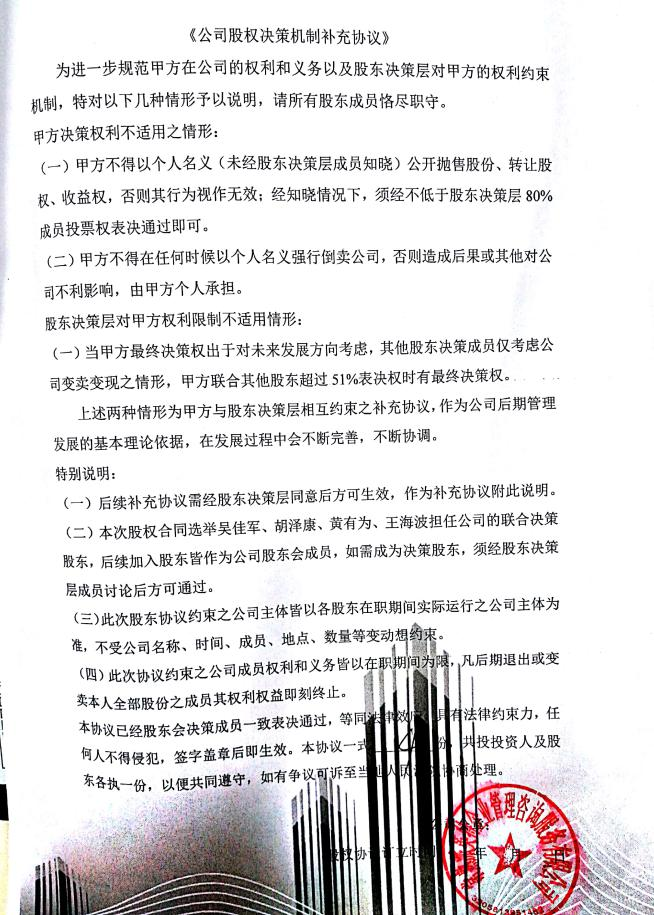 《公司股权决策机制补充协议》
为进一步规范甲方在公司的权利和义务以及股东决策层对甲方的权利约束
机制，特对以下几种情形予以说明，请所有股东成员恪尽职守。
甲方决策权利不适用之情形：
（一）甲方不得以个人名义（未经股东决策层成员知晓）公开抛售股份、转让股
权、收益权，否则其行为视作无效；经知晓情况下，须经不低于股东决策层80%
成员投票权表决通过即可。
（二）甲方不得在任何时候以个人名义强行倒卖公司，否则造成后果或其他对公
司不利影响，由甲方个人承担。
股东决策层对甲方权利限制不适用情形：
（一）当甲方最终决策权出于对未来发展方向考虑，其他股东决策成员仅考虑公
司变卖变现之情形，甲方联合其他股东超过51%表决权时有最终决策权。
上述两种情形为甲方与股东决策层相互约束之补充协议，作为公司后期管理
发展的基本理论依据，在发展过程中会不断完善，不断协调。
特别说明：
（一）后续补充协议需经股东决策层同意后方可生效，作为补充协议附此说明。
（二）本次股权合同选举吴佳军、胡泽康、黄有为、王海波担任公司的联合决策
股东，后续加入股东皆作为公司股东会成员，如需成为决策股东，须经股东决策
层成员讨论后方可通过。
（三）此次股东协议约束之公司主体皆以各股东在职期间实际运行之公司主体为
准，不受公司名称、时间、成员、地点、数量等变动想约束。
（四）此次协议约束之公司成员权利和义务皆以在职期间为限，凡后期退出或变
卖本人全部股份之成员其权利权益即刻终止。
本协议已经股东会决策成员一致表决通过，等同法律效 具有法律约束力，任
何人不得侵犯，签字盖章后即生效。本协议一式 份，共投投资人及股
东各执一份，以便共同遵守，如有争议可诉至当 人民 协商处理。
股权协议订立时 年 月
企业管理咨询服务有限公司